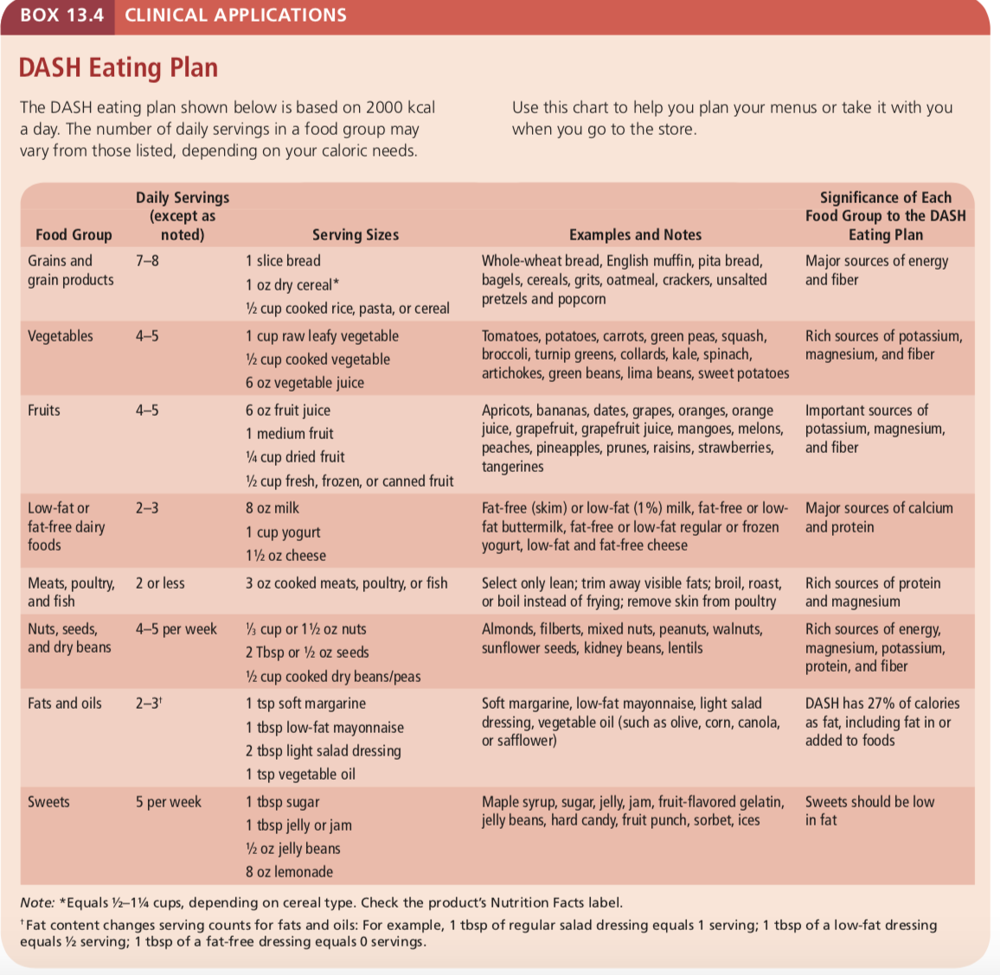 BOX 13.4 CLINICAL APPLICATIONS
DASH Eating Plan
The DASH eating plan shown below is based on 2000 kcal
a day. The number of daily servings in a food group may
vary from those listed, depending on your caloric needs.
Use this chart to help you plan your menus or take it with you
when you go to the store.
Food Group
Daily Servings
(except as
noted)
Serving Sizes
Examples and Notes
Significance of Each
Food Group to the DASH
Eating Plan
Grains and
grain products
7–8
1 slice bread
1 oz dry cereal*
½ cup cooked rice, pasta, or cereal
Whole-wheat bread, English muffin, pita bread,
bagels, cereals, grits, oatmeal, crackers, unsalted
pretzels and popcorn
Major sources of energy
and fiber
Vegetables
4–5
1 cup raw leafy vegetable
½ cup cooked vegetable
6 oz vegetable juice
Tomatoes, potatoes, carrots, green peas, squash,
broccoli, turnip greens, collards, kale, spinach,
artichokes, green beans, lima beans, sweet potatoes
Rich sources of potassium,
magnesium, and fiber
Fruits
4–5
6 oz fruit juice
1 medium fruit
¼ cup dried fruit
½ cup fresh, frozen, or canned fruit
Apricots, bananas, dates, grapes, oranges, orange
juice, grapefruit, grapefruit juice, mangoes, melons,
peaches, pineapples, prunes, raisins, strawberries,
tangerines
Important sources of
potassium, magnesium,
and fiber
Low-fat or
fat-free dairy
foods
2–3
8 oz milk
1 cup yogurt
1½ oz cheese
Fat-free (skim) or low-fat (1%) milk, fat-free or low-
fat buttermilk, fat-free or low-fat regular or frozen
yogurt, low-fat and fat-free cheese
Major sources of calcium
and protein
Meats, poultry,
and fish
2 or less
3 oz cooked meats, poultry, or fish
Select only lean; trim away visible fats; broil, roast,
or boil instead of frying; remove skin from poultry
Rich sources of protein
and magnesium
Nuts, seeds,
and dry beans
4–5 per week
⅓ cup or 1½ oz nuts
2 Tbsp or ½ oz seeds
½ cup cooked dry beans/peas
Almonds, filberts, mixed nuts, peanuts, walnuts,
sunflower seeds, kidney beans, lentils
Rich sources of energy,
magnesium, potassium,
protein, and fiber
Fats and oils
2–3†
1 tsp soft margarine
1 tbsp low-fat mayonnaise
2 tbsp light salad dressing
1 tsp vegetable oil
Soft margarine, low-fat mayonnaise, light salad
dressing, vegetable oil (such as olive, corn, canola,
or safflower)
DASH has 27% of calories
as fat, including fat in or
added to foods
Sweets
5 per week
1 tbsp sugar
1 tbsp jelly or jam
½ oz jelly beans
8 oz lemonade
Maple syrup, sugar, jelly, jam, fruit-flavored gelatin,
jelly beans, hard candy, fruit punch, sorbet, ices
Sweets should be low
in fat
Note: *Equals ½–1¼ cups, depending on cereal type. Check the product's Nutrition Facts label.
†Fat content changes serving counts for fats and oils: For example, 1 tbsp of regular salad dressing equals 1 serving; 1 tbsp of a low-fat dressing
equals ½ serving; 1 tbsp of a fat-free dressing equals 0 servings.